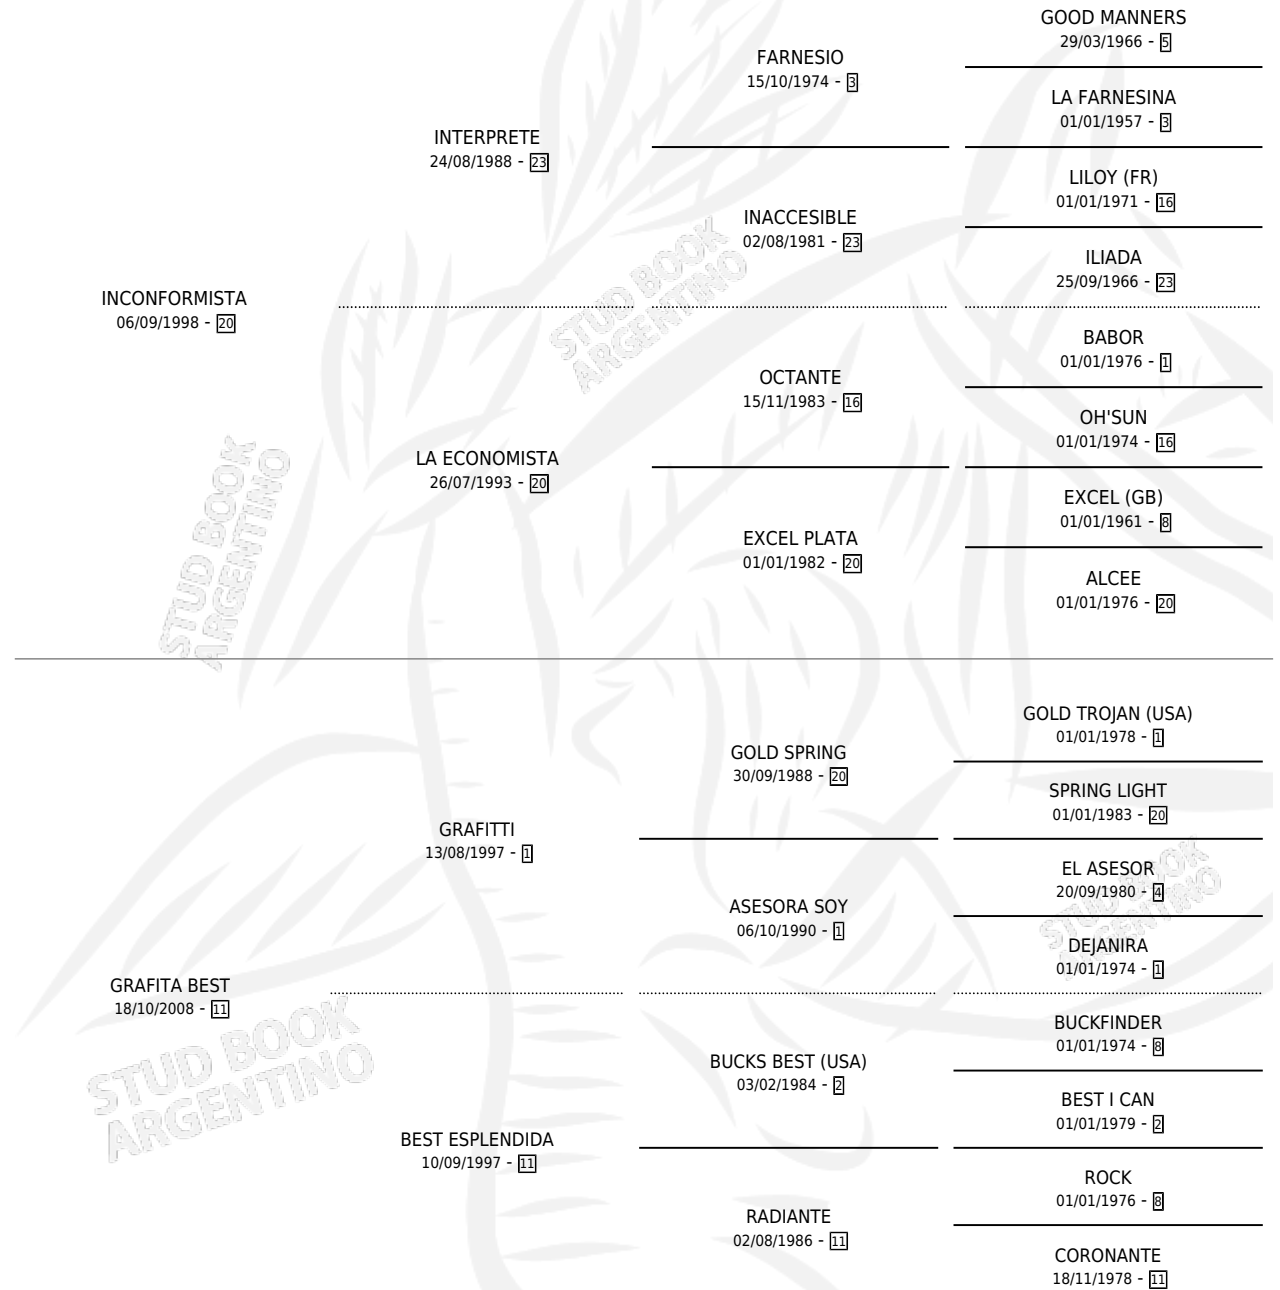 GOOD MANNERS
29/03/1966 - 5
FARNESIO
15/10/1974 - 3
LA FARNESINA
01/01/1957 - 3
INTERPRETE
24/08/1988 - 23
LILOY (FR)
01/01/1971 - 16
INACCESIBLE
02/08/1981 - 23
ILIADA
25/09/1966 - 23
INCONFORMISTA
06/09/1998 - 20
BABOR
01/01/1976 - 1
OCTANTE
15/11/1983 - 16
OH'SUN
01/01/1974 - 16
LA ECONOMISTA
26/07/1993 - 20
EXCEL (GB)
01/01/1961 - 8
EXCEL PLATA
01/01/1982 - 20
ALCEE
01/01/1976 - 20
STUD BOOK
ARGENTINO
STUD BOOK
ARGENTINO
GOLD TROJAN (USA)
01/01/1978 - 1
GOLD SPRING
30/09/1988 - 20
SPRING LIGHT
01/01/1983 - 20
GRAFITTI
13/08/1997 - 1
EL ASESOR
20/09/1980 - 4
ASESORA SOY
06/10/1990 - 1
DEJANIRA
01/01/1974 - 1
STUD BOOK
ARGENTINO
GRAFITA BEST
18/10/2008 - 11
BUCKFINDER
01/01/1974 - 8
BUCKS BEST (USA)
03/02/1984 - 2
BEST I CAN
01/01/1979 - 2
STUD BOOK
ARGENTINO
BEST ESPLENDIDA
10/09/1997 - 11
ROCK
01/01/1976 - 8
RADIANTE
02/08/1986 - 11
CORONANTE
18/11/1978 - 11